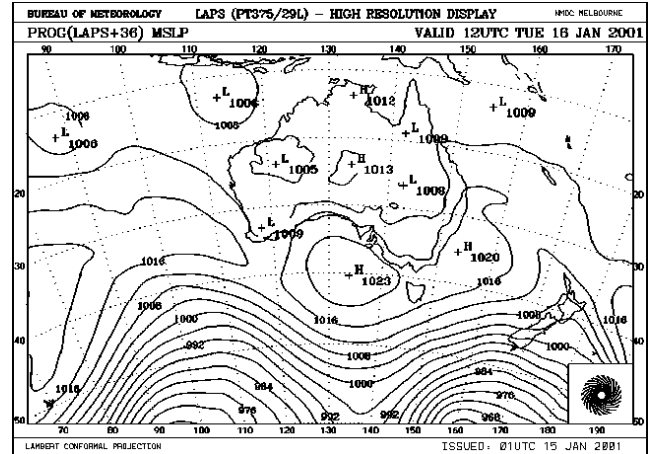 BUREAU OF METEOROLOGY LAPS (PT375/29L) - HIGH RESOLUTION DISPLAY NMOC MELBOURNE
PROG(LAPS+36) MSLP VALID 12UTC TUE 16 JAN 2001
90 100 110 120 130 140 150 160 170
L 1006
1008
L 1006
1008
H 1012
L 1009
L 1009
L 1005
H 1013
L 1008
20 20
L 1009
H 1020
1016
H 1023
1016
30 30
1016
1008
1016
1008
1016
1000
1008
1000
40 40
992
1000
984
984
976
1016
976
992
992
968
50 50
70 80 90 100 110 120 130 140 150 160 170
LAMBERT CONFORMAL PROJECTION ISSUED: 01UTC 15 JAN 2001